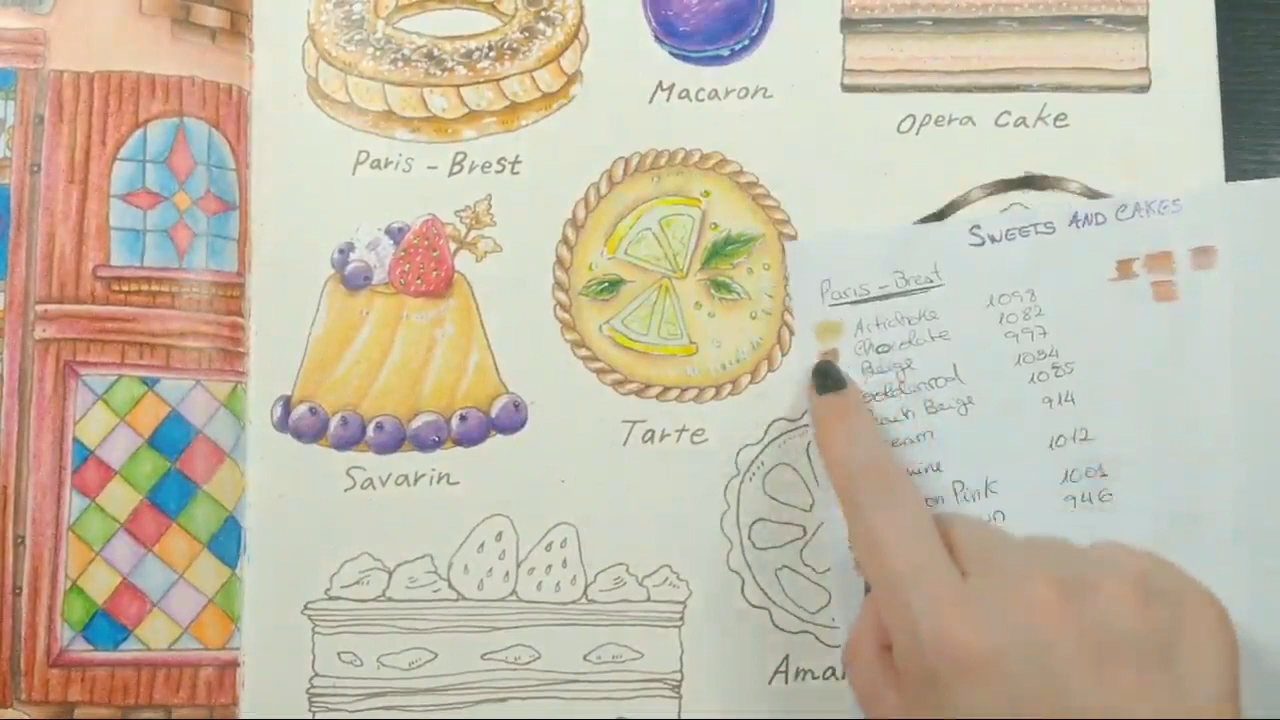 Macaron
Opera Cake
Paris - Brest
SWEETS AND CAKES
Paris - Brest
Artichoke 1098
Chocolate 1082
Beige 997
1084
Beige 1085
914
1012
Pink 1001
946
Tarte
Savarin